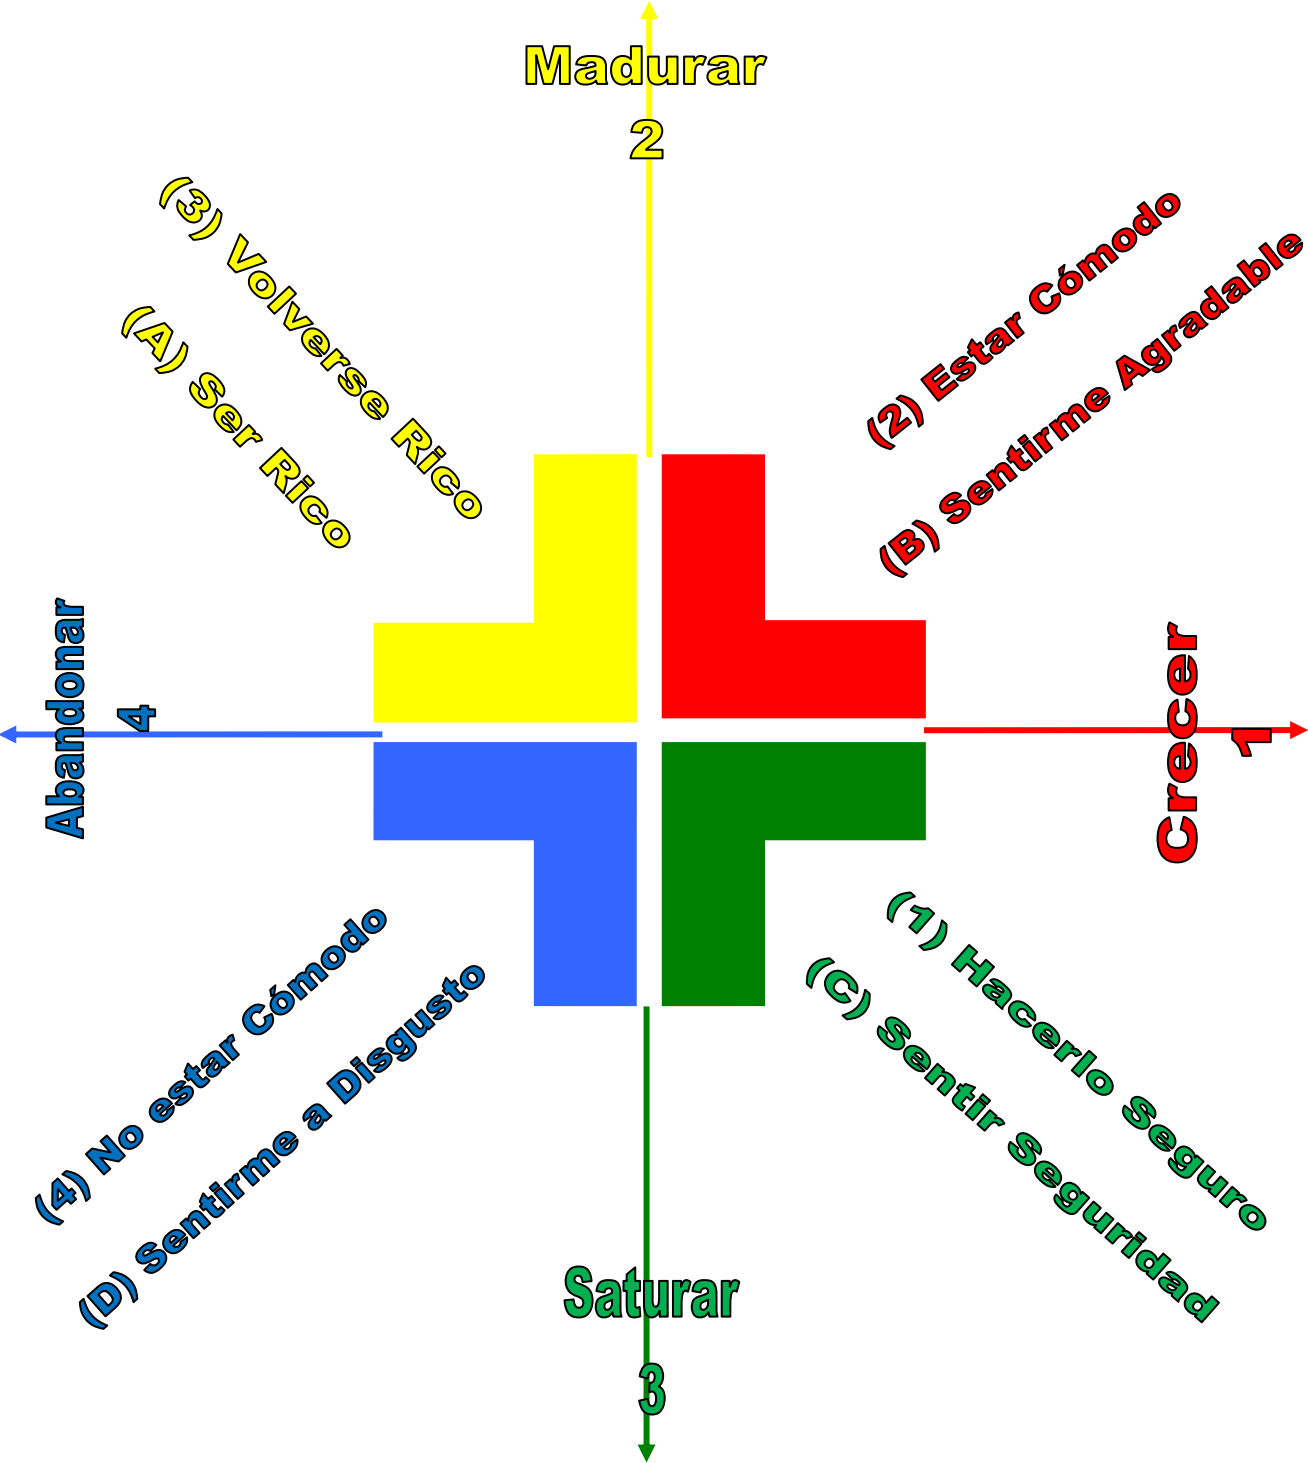 Madurar
2
(3) Volverse Rico
(A) Ser Rico
(2) Estar Cómodo
(B) Sentirme Agradable
Abandonar
4
Crecer
1
(4) No estar Cómodo
(D) Sentirme a Disgusto
(1) Hacerlo Seguro
(C) Sentir Seguridad
Saturar
3